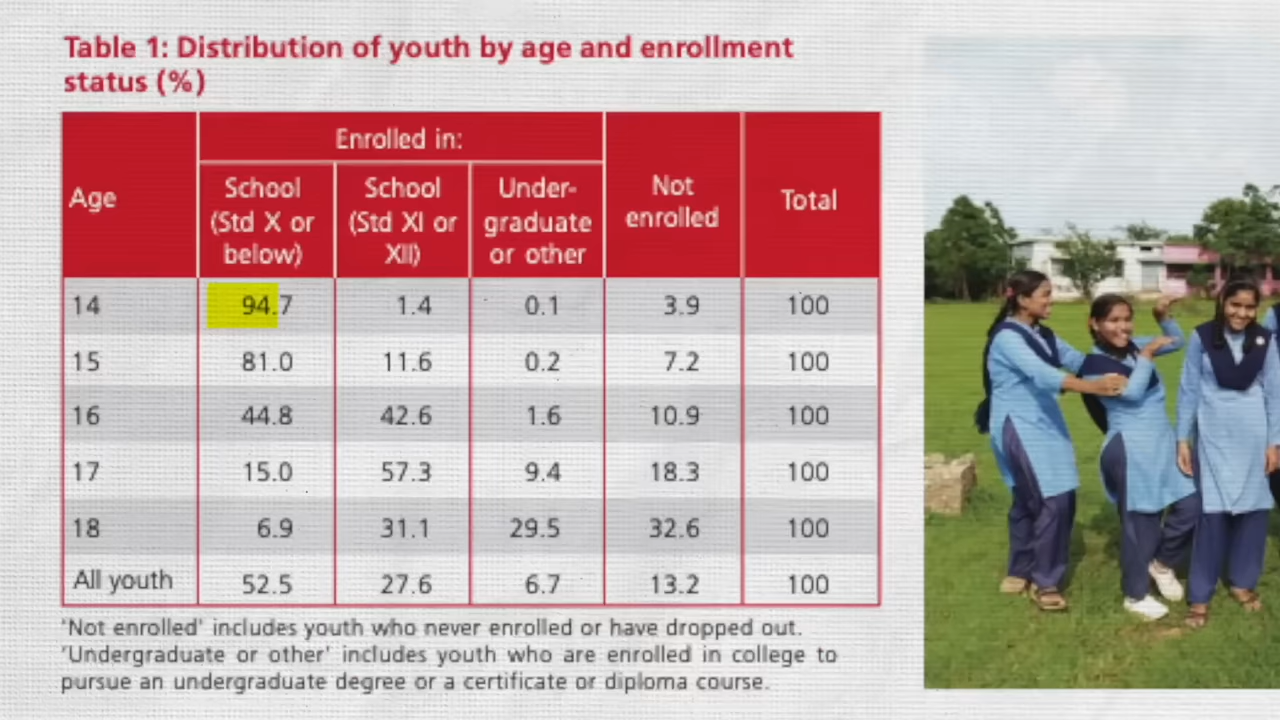 Table 1: Distribution of youth by age and enrollment
status (%)
Age
Enrolled in:
School
(Std X or
below)
School
(Std XI or
XII)
Under-
graduate
or other
Not
enrolled
Total
14 94.7 1.4 0.1 3.9 100
15 81.0 11.6 0.2 7.2 100
16 44.8 42.6 1.6 10.9 100
17 15.0 57.3 9.4 18.3 100
18 6.9 31.1 29.5 32.6 100
All youth 52.5 27.6 6.7 13.2 100
'Not enrolled' includes youth who never enrolled or have dropped out.
'Undergraduate or other' includes youth who are enrolled in college to
pursue an undergraduate degree or a certificate or diploma course.